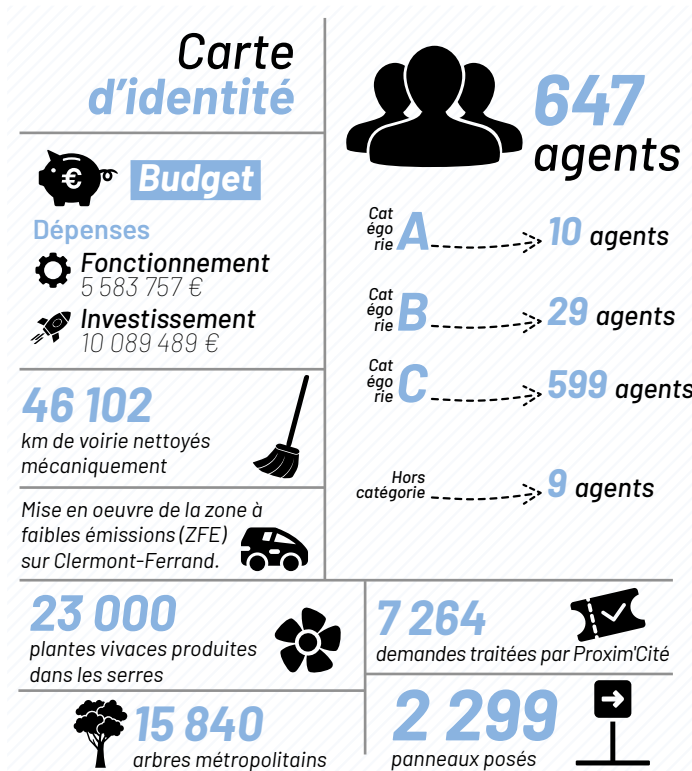 Carte
d'identité
€
Budget
Dépenses
Fonctionnement
5 583 757 €
Investissement
10 089 489 €
46 102
km de voirie nettoyés
mécaniquement
Mise en oeuvre de la zone à
faibles émissions (ZFE)
sur Clermont-Ferrand.
647
agents
Cat
égo
rie A 10 agents
Cat
égo
rie B 29 agents
Cat
égo
rie C 599 agents
Hors
catégorie 9 agents
23 000
plantes vivaces produites
dans les serres
7 264
demandes traitées par Proxim'Cité
15 840
arbres métropolitains
2 299
panneaux posés